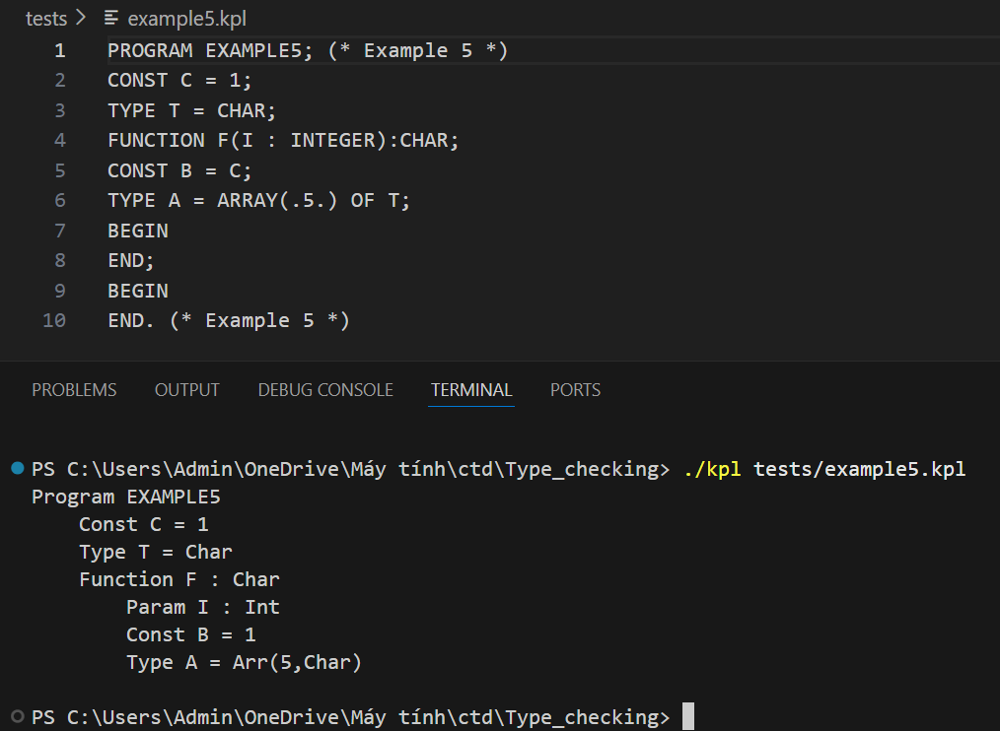 tests > example5.kpl
1 PROGRAM EXAMPLE5; (* Example 5 *)
2 CONST C = 1;
3 TYPE T = CHAR;
4 FUNCTION F(I : INTEGER):CHAR;
5 CONST B = C;
6 TYPE A = ARRAY(.5.) OF T;
7 BEGIN
8 END;
9 BEGIN
10 END. (* Example 5 *)
PROBLEMS OUTPUT DEBUG CONSOLE TERMINAL PORTS
PS C:\Users\Admin\OneDrive\Máy tính\ctd\Type_checking> ./kpl tests/example5.kpl
Program EXAMPLE5
    Const C = 1
    Type T = Char
    Function F : Char
        Param I : Int
        Const B = 1
        Type A = Arr(5,Char)
PS C:\Users\Admin\OneDrive\Máy tính\ctd\Type_checking>